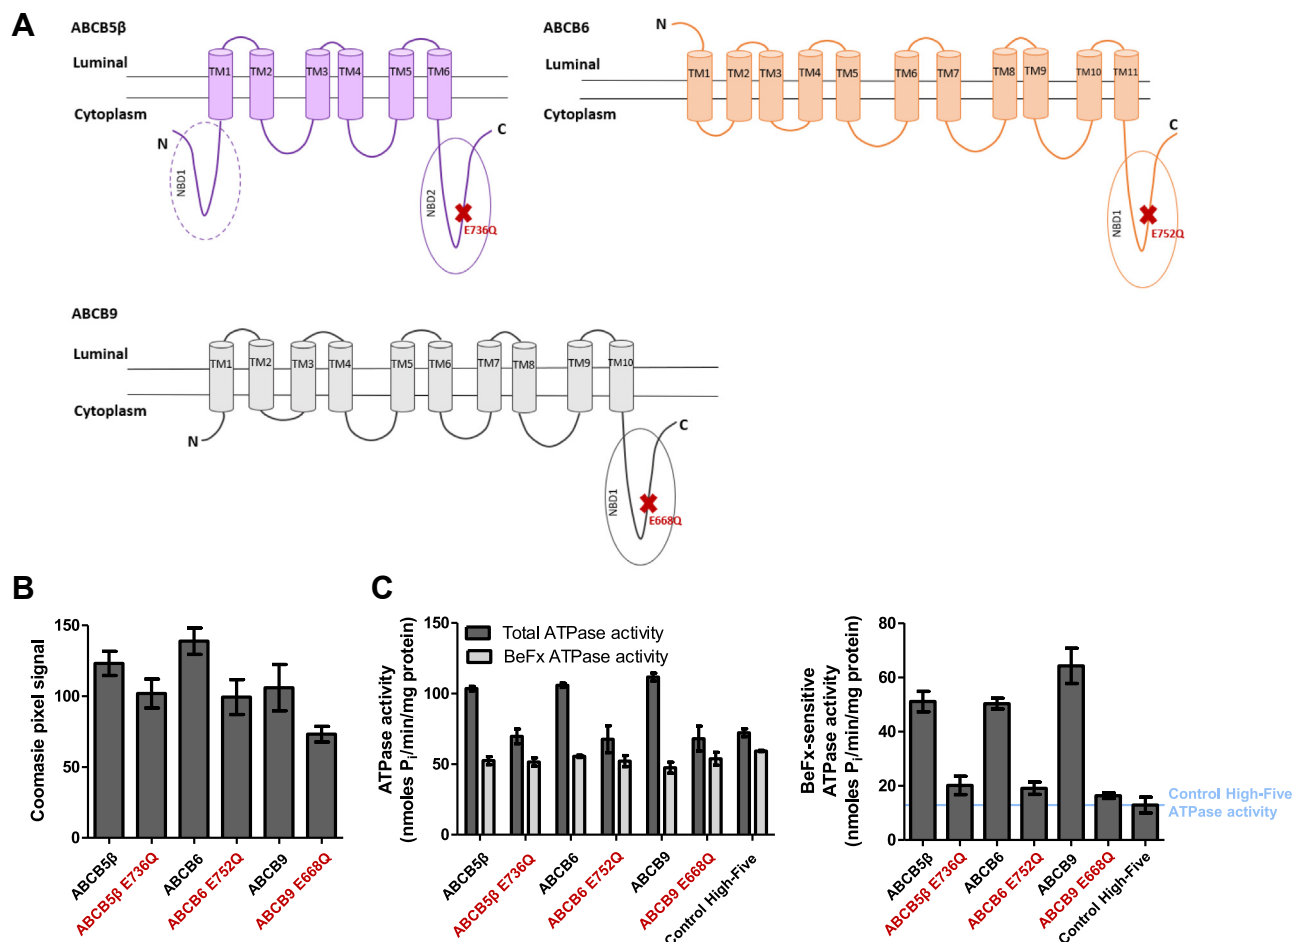 A
ABCB5β
Luminal
Cytoplasm
TM1
TM2
TM3
TM4
TM5
TM6
N
C
NBD1
NBD2
E736Q
ABCB6
N
Luminal
Cytoplasm
TM1
TM2
TM3
TM4
TM5
TM6
TM7
TM8
TM9
TM10
TM11
C
NBD1
E752Q
ABCB9
Luminal
Cytoplasm
TM1
TM2
TM3
TM4
TM5
TM6
TM7
TM8
TM9
TM10
N
C
NBD1
E668Q
B
Coomasie pixel signal
150
100
50
0
ABCB5β
ABCB5β E736Q
ABCB6
ABCB6 E752Q
ABCB9
ABCB9 E668Q
C
ATPase activity
(nmoles Pi/min/mg protein)
150
100
50
0
Total ATPase activity
BeFx ATPase activity
ABCB5β
ABCB5β E736Q
ABCB6
ABCB6 E752Q
ABCB9
ABCB9 E668Q
Control High-Five
BeFx-sensitive
ATPase activity
(nmoles Pi/min/mg protein)
80
60
40
20
0
Control High-Five
ATPase activity
ABCB5β
ABCB5β E736Q
ABCB6
ABCB6 E752Q
ABCB9
ABCB9 E668Q
Control High-Five